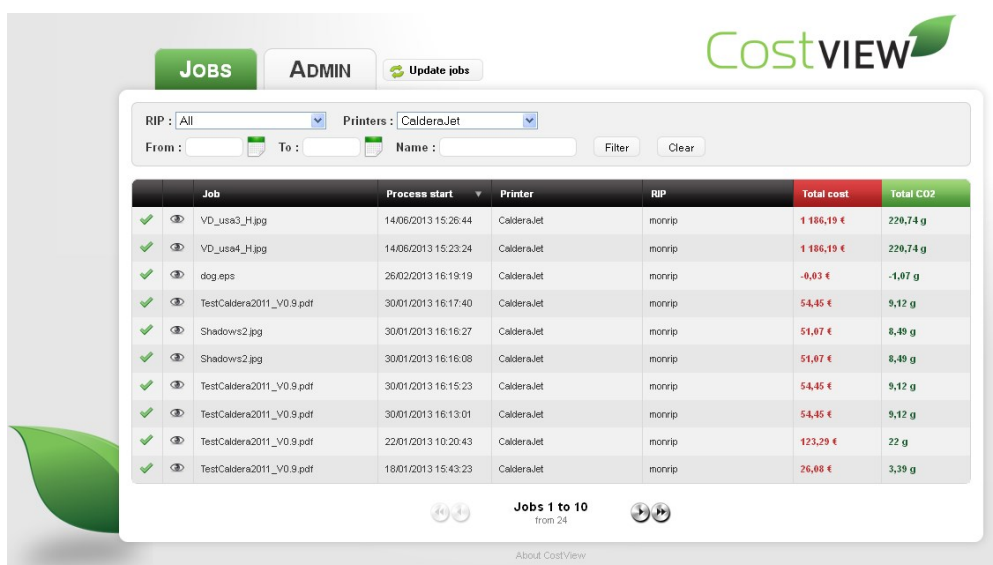 JOBS ADMIN Update jobs COSTVIEW
RIP : All Printers : CalderaJet
From : To : Name : Filter Clear
Job Process start Printer RIP Total cost Total CO2
VD_usa3_H.jpg 14/06/2013 15:26:44 CalderaJet monrip 1 186,19 € 220,74 g
VD_usa4_H.jpg 14/06/2013 15:23:24 CalderaJet monrip 1 186,19 € 220,74 g
dog.eps 26/02/2013 16:19:19 CalderaJet monrip -0,03 € -1,07 g
TestCaldera2011_V0.9.pdf 30/01/2013 16:17:40 CalderaJet monrip 54,45 € 9,12 g
Shadows2.jpg 30/01/2013 16:16:27 CalderaJet monrip 51,07 € 8,49 g
Shadows2.jpg 30/01/2013 16:16:08 CalderaJet monrip 51,07 € 8,49 g
TestCaldera2011_V0.9.pdf 30/01/2013 16:15:23 CalderaJet monrip 54,45 € 9,12 g
TestCaldera2011_V0.9.pdf 30/01/2013 16:13:01 CalderaJet monrip 54,45 € 9,12 g
TestCaldera2011_V0.9.pdf 22/01/2013 10:20:43 CalderaJet monrip 123,29 € 22 g
TestCaldera2011_V0.9.pdf 18/01/2013 15:43:23 CalderaJet monrip 26,08 € 3,39 g
Jobs 1 to 10
from 24
About CostView